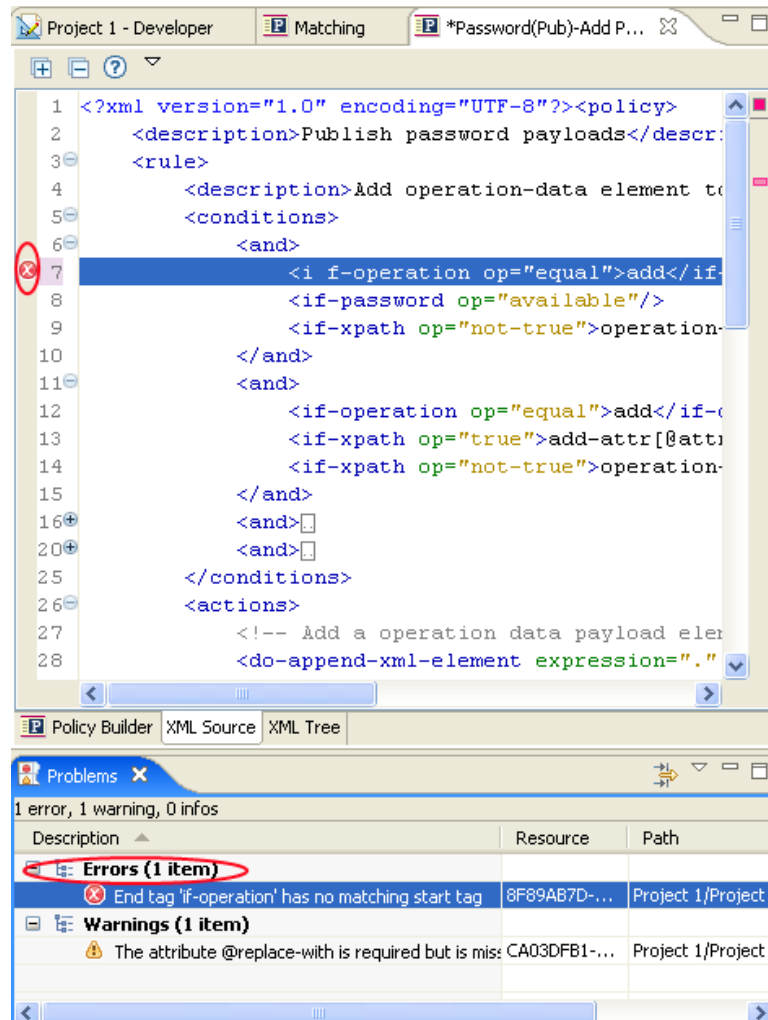 Project 1 - Developer Matching *Password(Pub)-Add P...
1 <?xml version="1.0" encoding="UTF-8"?><policy>
2 <description>Publish password payloads</descr
3 <rule>
4 <description>Add operation-data element to
5 <conditions>
6 <and>
7 <i f-operation op="equal">add</if-
8 <if-password op="available"/>
9 <if-xpath op="not-true">operation-
10 </and>
11 <and>
12 <if-operation op="equal">add</if-o
13 <if-xpath op="true">add-attr[@attr
14 <if-xpath op="not-true">operation-
15 </and>
16 <and>
20 <and>
25 </conditions>
26 <actions>
27 <!-- Add a operation data payload elem
28 <do-append-xml-element expression="."
Policy Builder XML Source XML Tree
Problems
1 error, 1 warning, 0 infos
Description Resource Path
Errors (1 item)
End tag 'if-operation' has no matching start tag 8F89AB7D-... Project 1/Project
Warnings (1 item)
The attribute @replace-with is required but is miss CA03DFB1-... Project 1/Project